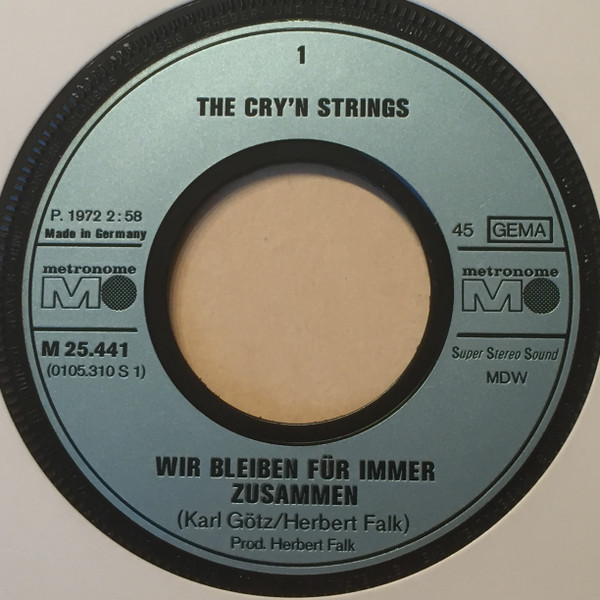 1
THE CRY'N STRINGS
P. 1972 2:58
Made in Germany
45 GEMA
metronome
M
metronome
M
M 25.441
(0105.310 S 1)
Super Stereo Sound
MDW
WIR BLEIBEN FÜR IMMER
ZUSAMMEN
(Karl Götz/Herbert Falk)
Prod. Herbert Falk